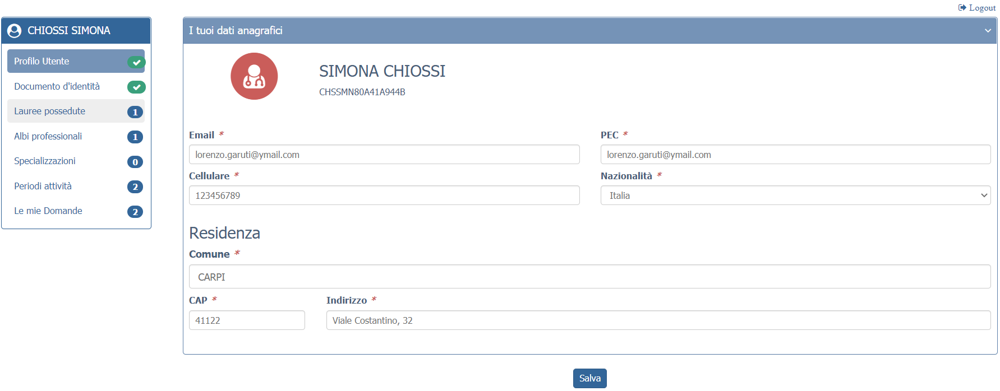 Logout
CHIOSSI SIMONA
Profilo Utente
Documento d'identità
Lauree possedute 1
Albi professionali 1
Specializzazioni 0
Periodi attività 2
Le mie Domande 2
I tuoi dati anagrafici
SIMONA CHIOSSI
CHSSMN80A41A944B
Email * PEC *
lorenzo.garuti@ymail.com lorenzo.garuti@ymail.com
Cellulare * Nazionalità *
123456789 Italia
Residenza
Comune *
CARPI
CAP * Indirizzo *
41122 Viale Costantino, 32
Salva